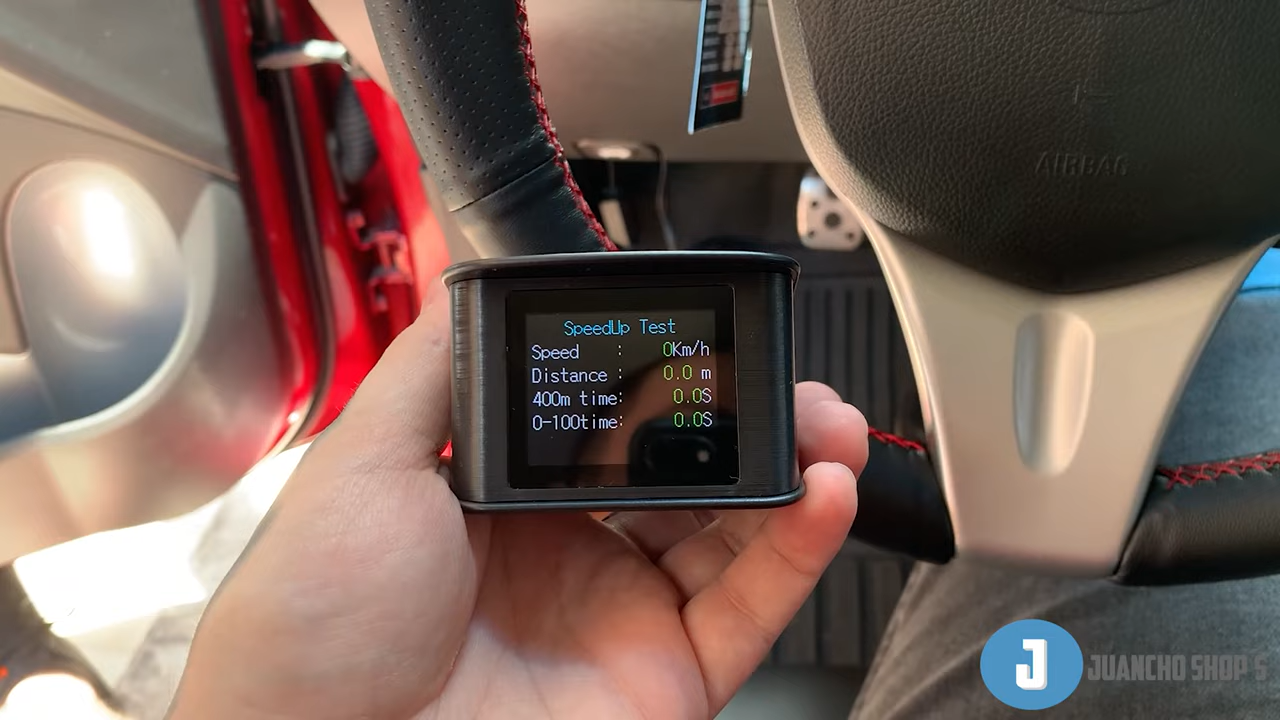 AIRBAG
SpeedUp Test
Speed : 0Km/h
Distance : 0.0 m
400m time: 0.0S
0-100time: 0.0S
J JUANCHO SHOP S